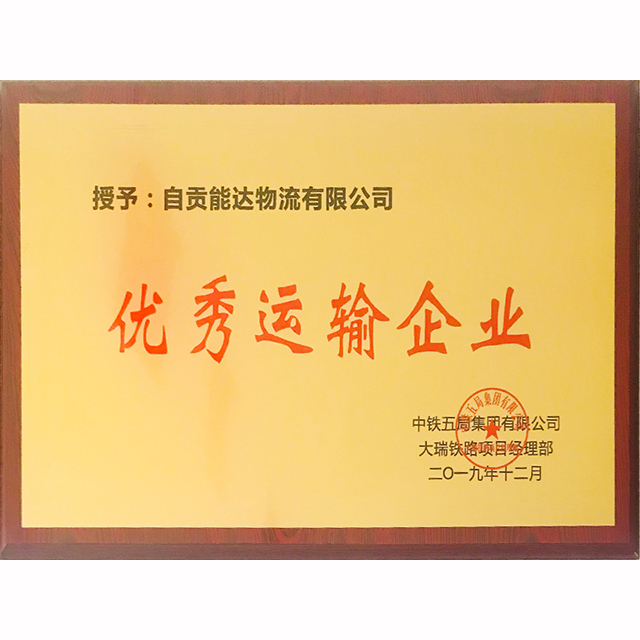 授予：自贡能达物流有限公司
优秀运输企业
中铁五局集团有限公司
大瑞铁路项目经理部
二〇一九年十二月